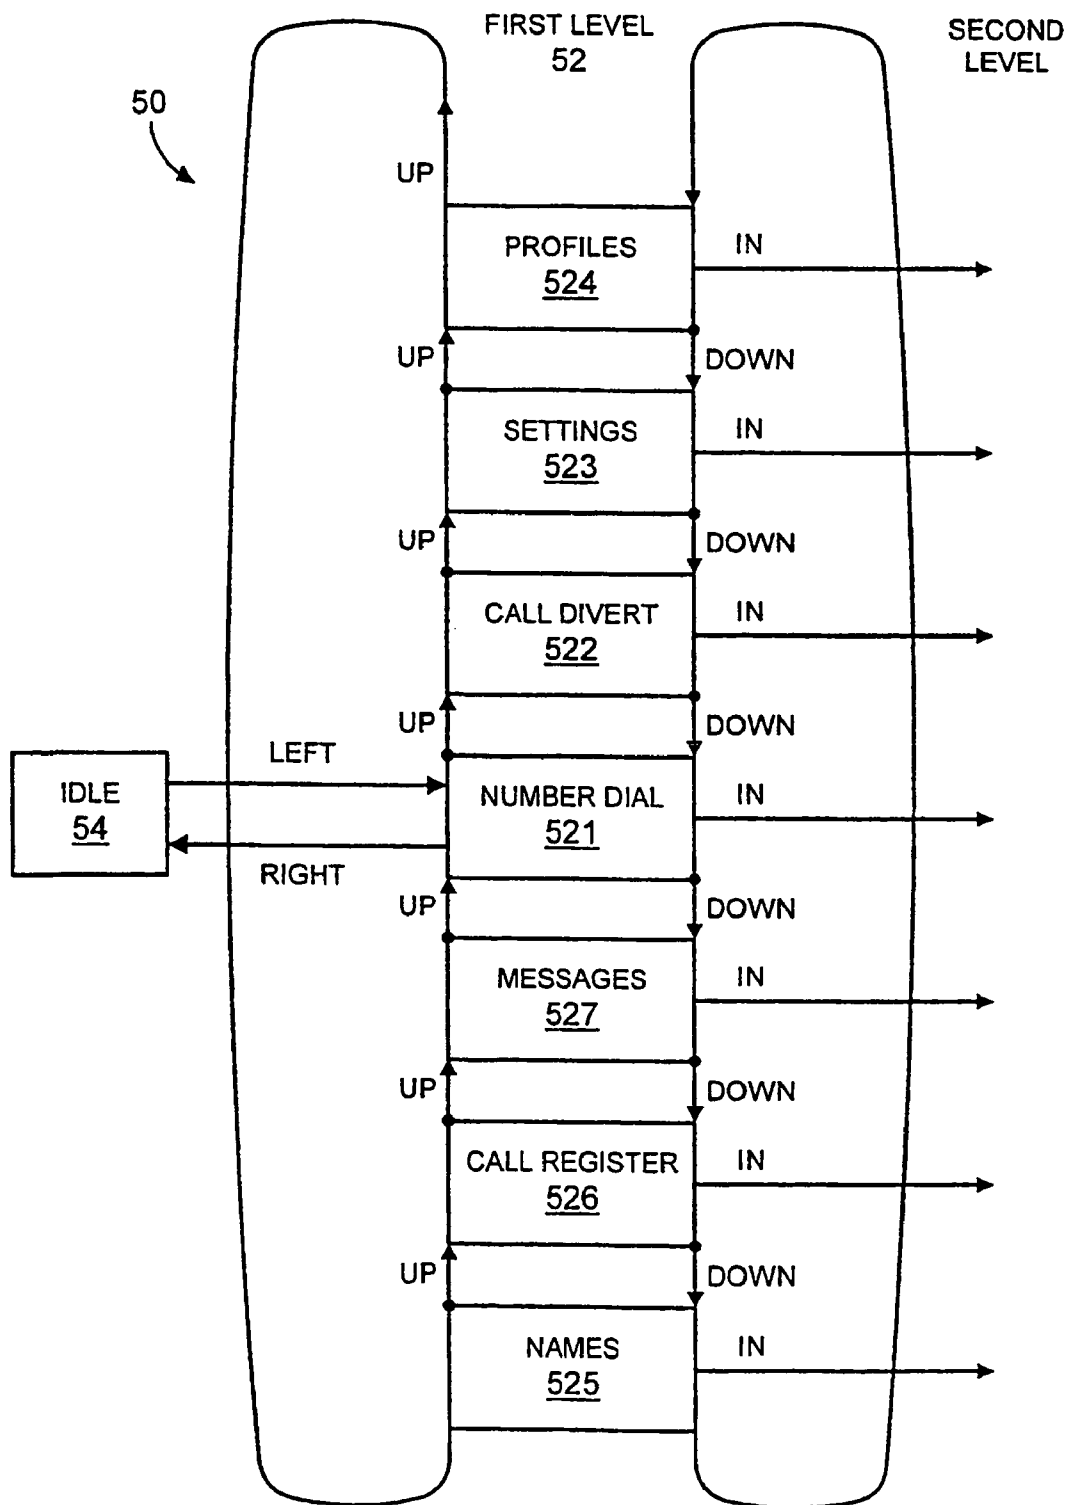 FIRST LEVEL
52
SECOND
LEVEL
50
UP
PROFILES
524
IN
UP
DOWN
SETTINGS
523
IN
UP
DOWN
CALL DIVERT
522
IN
UP
DOWN
IDLE
54
LEFT
RIGHT
NUMBER DIAL
521
IN
UP
DOWN
MESSAGES
527
IN
UP
DOWN
CALL REGISTER
526
IN
UP
DOWN
NAMES
525
IN